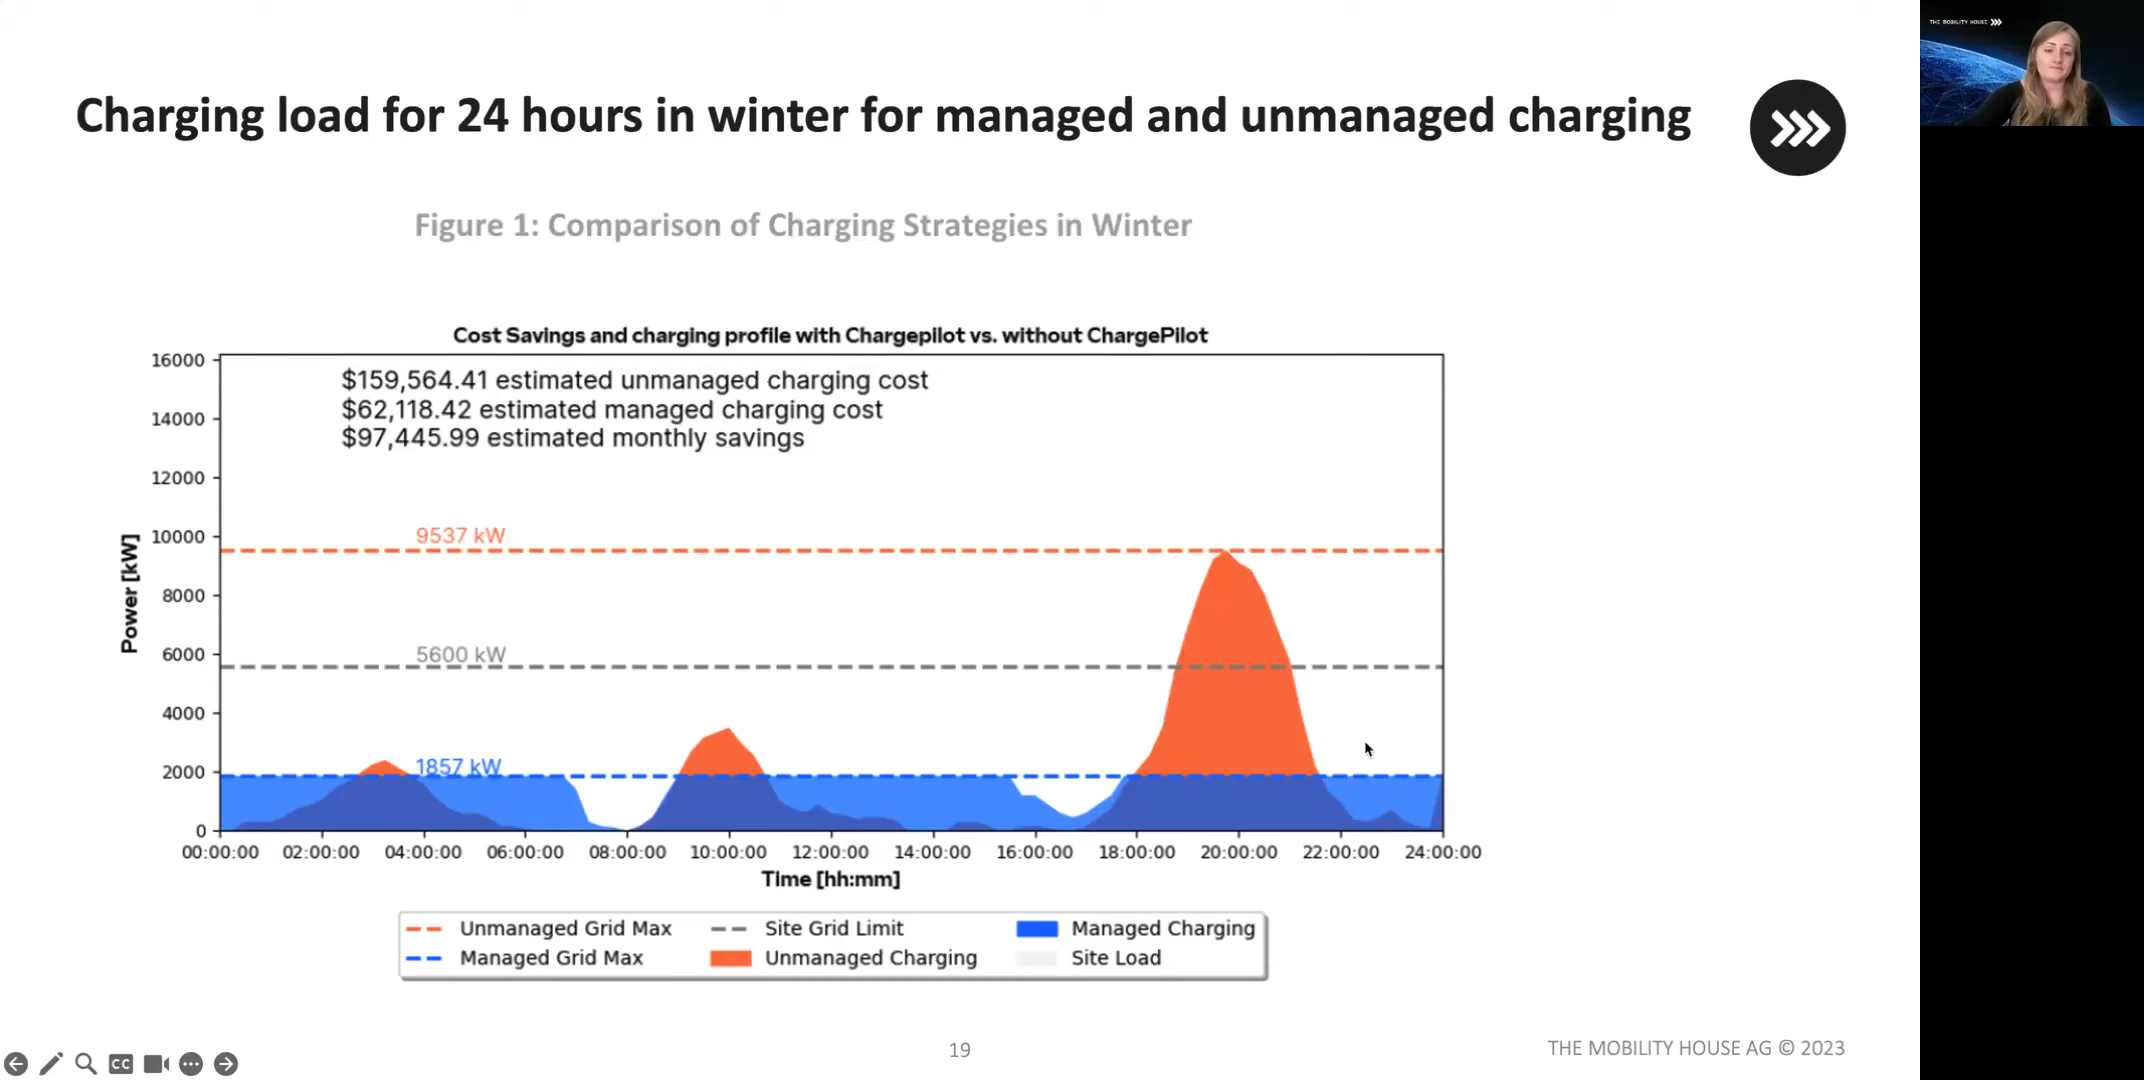 Charging load for 24 hours in winter for managed and unmanaged charging
THE MOBILITY HOUSE
Figure 1: Comparison of Charging Strategies in Winter
Cost Savings and charging profile with Chargepilot vs. without ChargePilot
$159,564.41 estimated unmanaged charging cost
$62,118.42 estimated managed charging cost
$97,445.99 estimated monthly savings
16000
14000
12000
10000
8000
6000
4000
2000
0
Power [kW]
9537 kW
5600 kW
1857 kW
00:00:00 02:00:00 04:00:00 06:00:00 08:00:00 10:00:00 12:00:00 14:00:00 16:00:00 18:00:00 20:00:00 22:00:00 24:00:00
Time [hh:mm]
Unmanaged Grid Max Site Grid Limit Managed Charging
Managed Grid Max Unmanaged Charging Site Load
CC
19
THE MOBILITY HOUSE AG © 2023